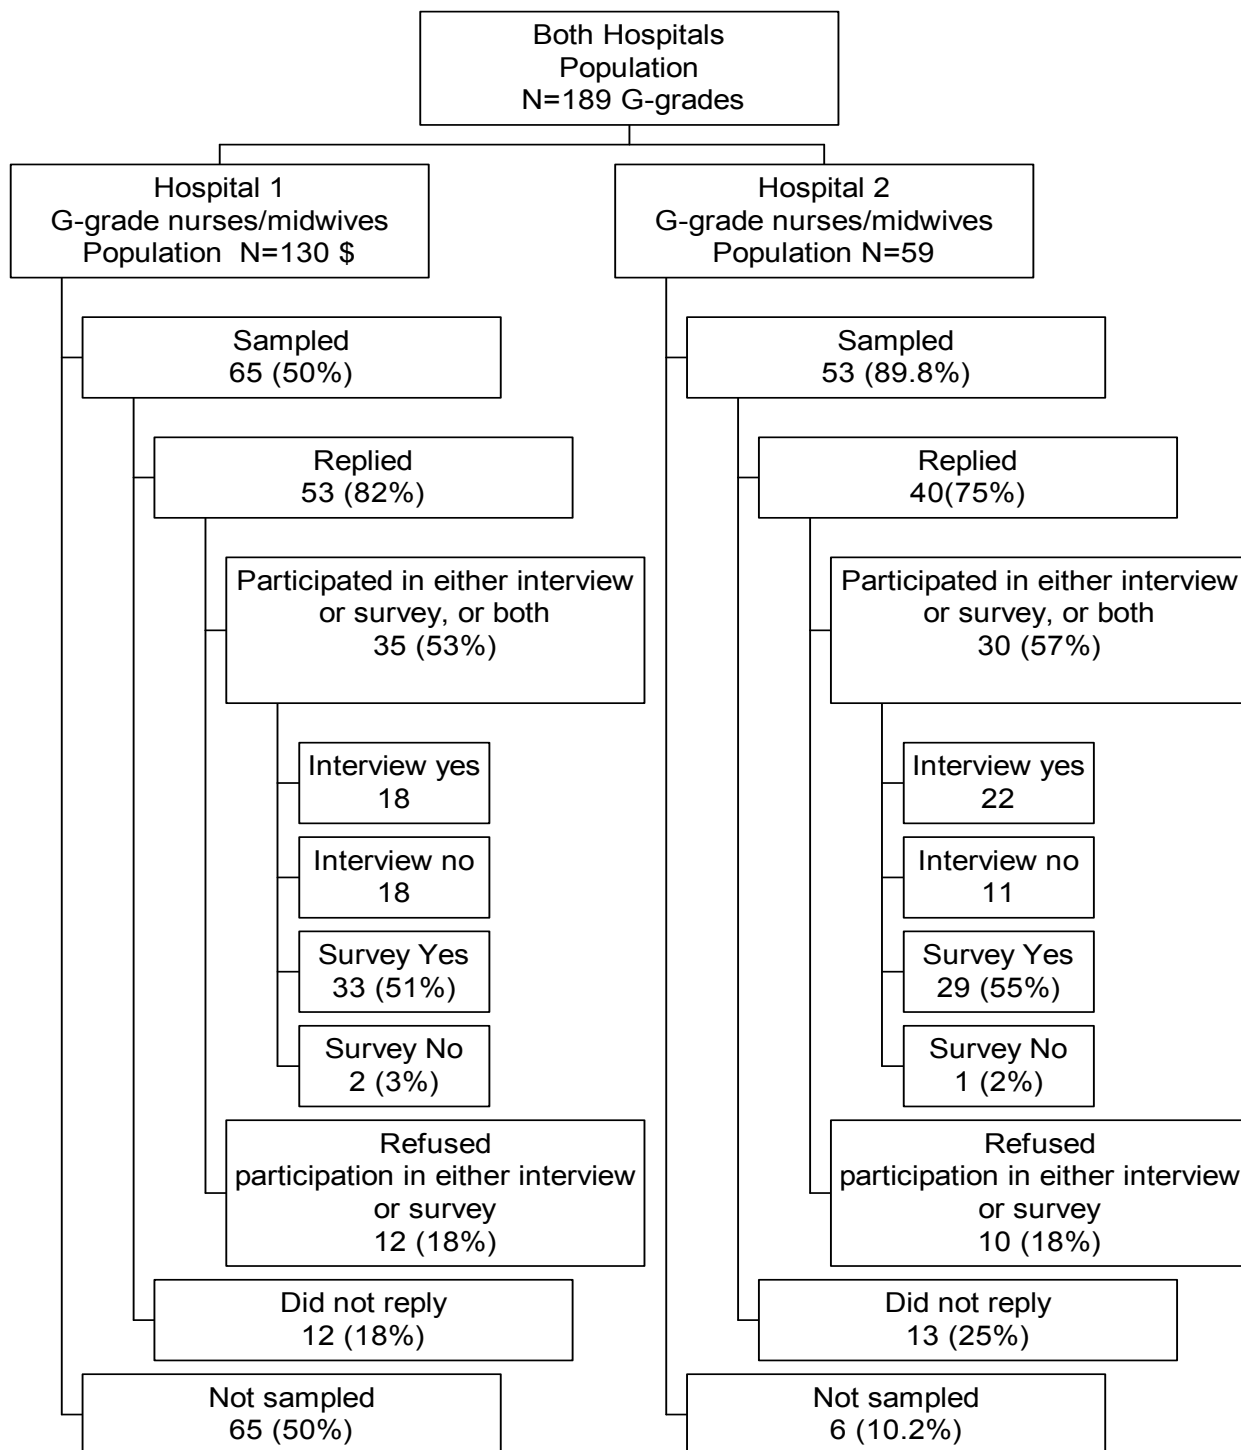 Both Hospitals
Population
N=189 G-grades
Hospital 1
G-grade nurses/midwives
Population N=130 $
Sampled
65 (50%)
Replied
53 (82%)
Participated in either interview
or survey, or both
35 (53%)
Interview yes
18
Interview no
18
Survey Yes
33 (51%)
Survey No
2 (3%)
Refused
participation in either interview
or survey
12 (18%)
Did not reply
12 (18%)
Not sampled
65 (50%)
Hospital 2
G-grade nurses/midwives
Population N=59
Sampled
53 (89.8%)
Replied
40(75%)
Participated in either interview
or survey, or both
30 (57%)
Interview yes
22
Interview no
11
Survey Yes
29 (55%)
Survey No
1 (2%)
Refused
participation in either interview
or survey
10 (18%)
Did not reply
13 (25%)
Not sampled
6 (10.2%)